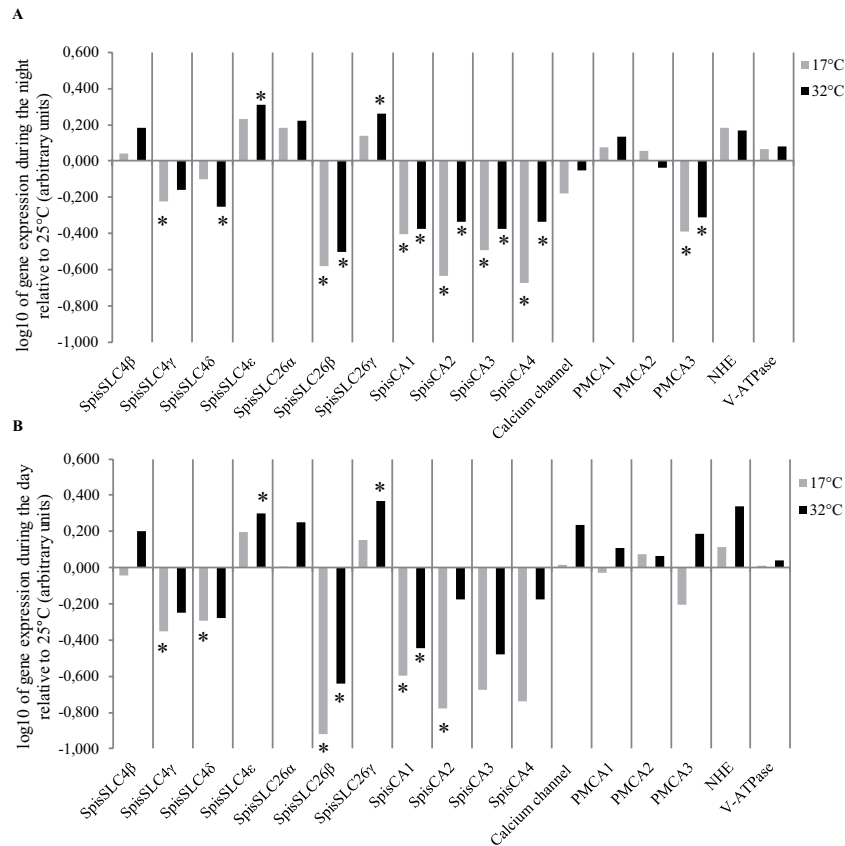 A
log10 of gene expression during the night
relative to 25°C (arbitrary units)
0,600
0,400
0,200
0,000
-0,200
-0,400
-0,600
-0,800
-1,000
17°C
32°C
* * * * * * * * * * * * * * * * *
SpisSLC4β
SpisSLC4γ
SpisSLC4δ
SpisSLC4ε
SpisSLC26α
SpisSLC26β
SpisSLC26γ
SpisCA1
SpisCA2
SpisCA3
SpisCA4
Calcium channel
PMCA1
PMCA2
PMCA3
NHE
V-ATPase
B
log10 of gene expression during the day
relative to 25°C (arbitrary units)
0,600
0,400
0,200
0,000
-0,200
-0,400
-0,600
-0,800
-1,000
17°C
32°C
* * * * * * * * *
SpisSLC4β
SpisSLC4γ
SpisSLC4δ
SpisSLC4ε
SpisSLC26α
SpisSLC26β
SpisSLC26γ
SpisCA1
SpisCA2
SpisCA3
SpisCA4
Calcium channel
PMCA1
PMCA2
PMCA3
NHE
V-ATPase